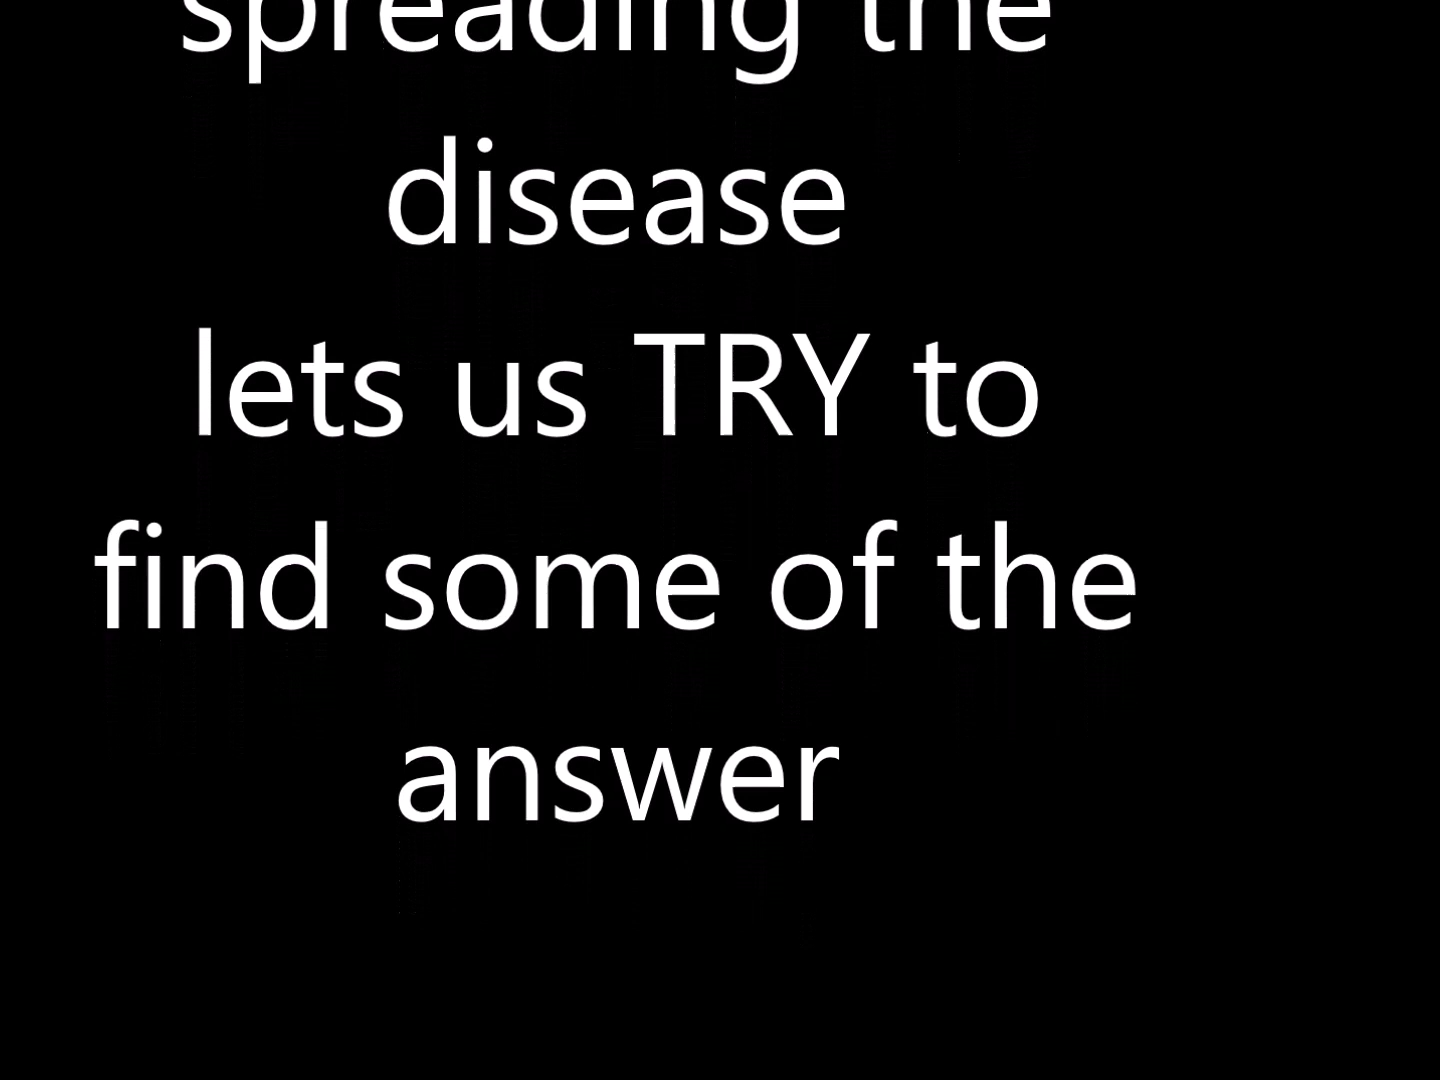 spreading the
disease
lets us TRY to
find some of the
answer